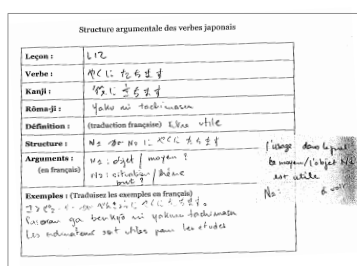 Structure argumentale des verbes japonais
Leçon : L12
Verbe : やくに たちます
Kanji : 役に 立ちます
Rōma-ji : Yaku ni tachimasu
Définition : (traduction française) Être utile
Structure : N1 が N2 に やくに たちます
Arguments : N1 : objet / moyen ?
(en français) N2 : situation / thème
but ?
l'usage dans le
moyen/l'objet N1
est utile
N2 : à voir
Exemples : (Traduisez les exemples en français)
ga benkyō ni yaku ni tachimasu
Les ordinateurs sont utiles pour les études